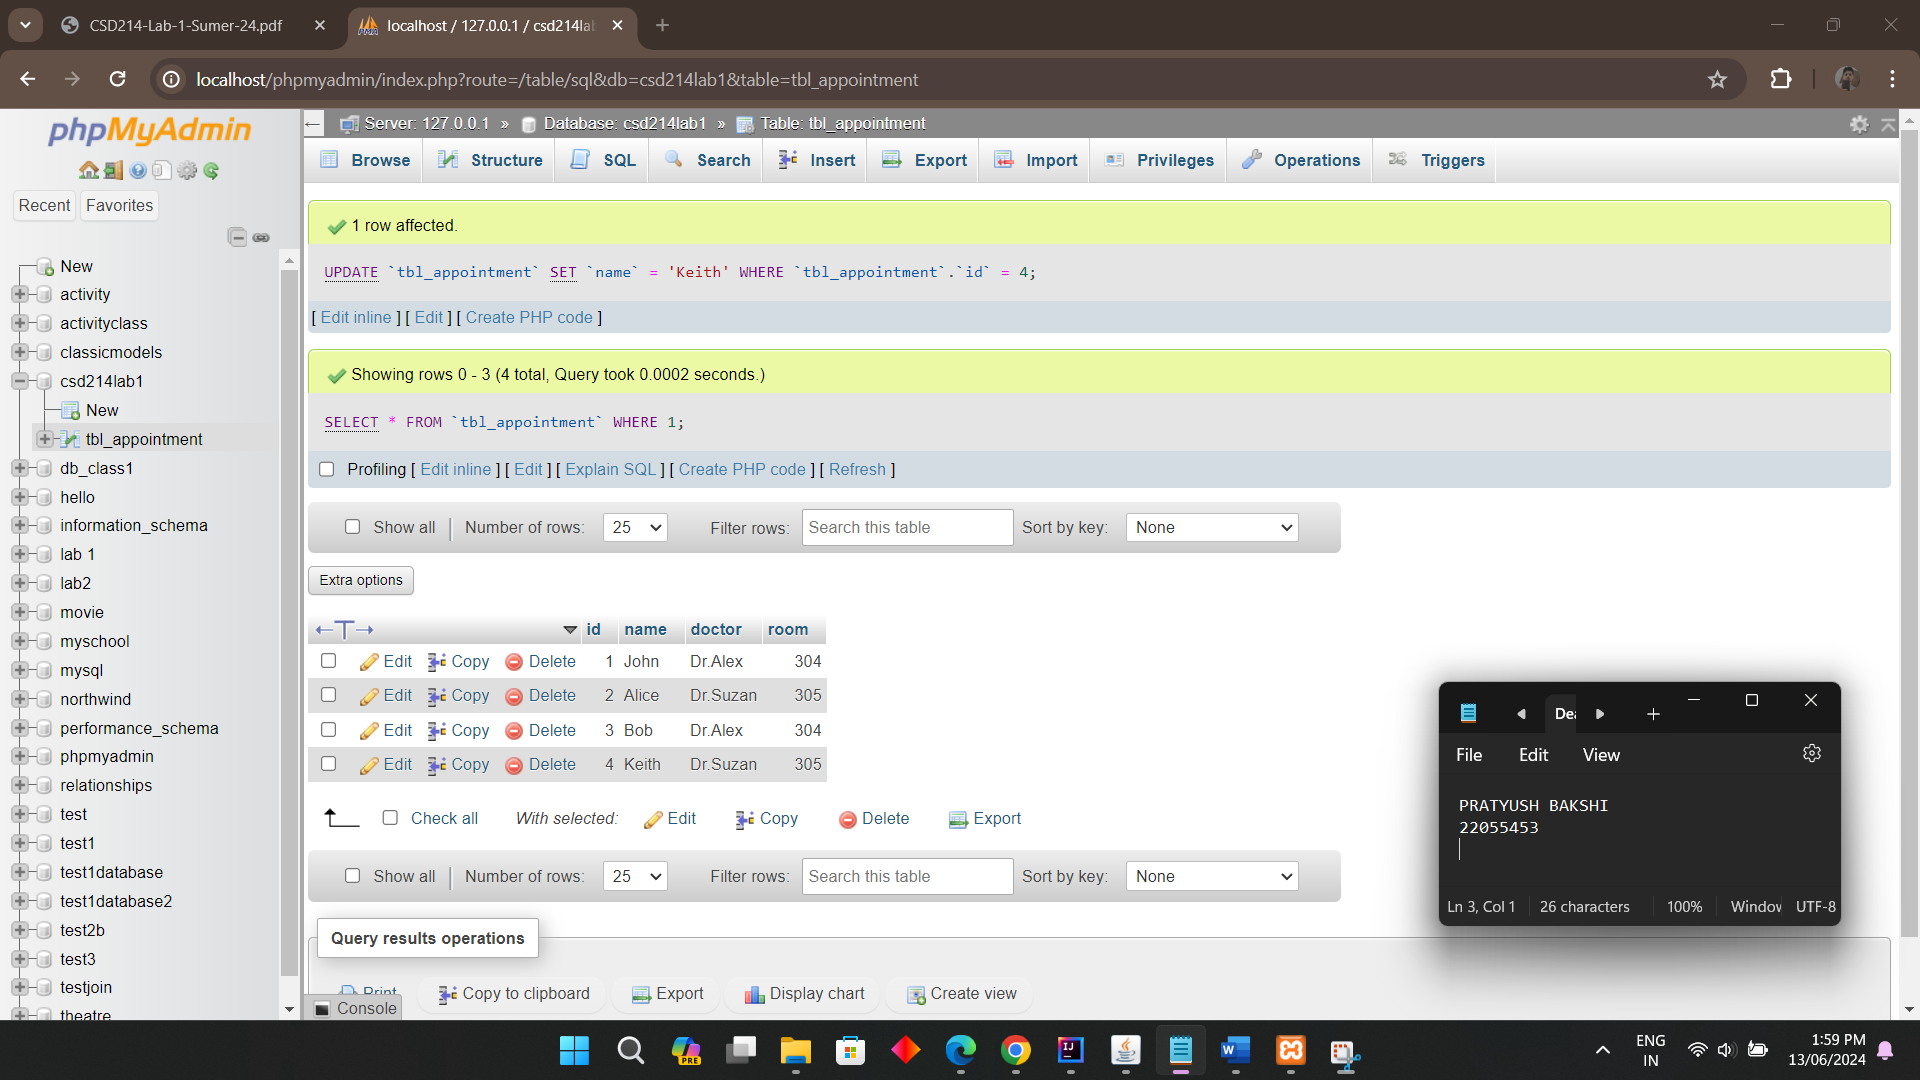 CSD214-Lab-1-Sumer-24.pdf
localhost / 127.0.0.1 / csd214la
localhost/phpmyadmin/index.php?route=/table/sql&db=csd214lab1&table=tbl_appointment
phpMyAdmin
Recent Favorites
New
activity
activityclass
classicmodels
csd214lab1
New
tbl_appointment
db_class1
hello
information_schema
lab 1
lab2
movie
myschool
mysql
northwind
performance_schema
phpmyadmin
relationships
test
test1
test1database
test1database2
test2b
test3
testjoin
theatre
Server: 127.0.0.1 » Database: csd214lab1 » Table: tbl_appointment
Browse Structure SQL Search Insert Export Import Privileges Operations Triggers
1 row affected.
UPDATE `tbl_appointment` SET `name` = 'Keith' WHERE `tbl_appointment`.`id` = 4;
[ Edit inline ] [ Edit ] [ Create PHP code ]
Showing rows 0 - 3 (4 total, Query took 0.0002 seconds.)
SELECT * FROM `tbl_appointment` WHERE 1;
Profiling [ Edit inline ] [ Edit ] [ Explain SQL ] [ Create PHP code ] [ Refresh ]
Show all | Number of rows: 25 Filter rows: Search this table Sort by key: None
Extra options
id name doctor room
Edit Copy Delete 1 John Dr.Alex 304
Edit Copy Delete 2 Alice Dr.Suzan 305
Edit Copy Delete 3 Bob Dr.Alex 304
Edit Copy Delete 4 Keith Dr.Suzan 305
Check all With selected: Edit Copy Delete Export
Show all | Number of rows: 25 Filter rows: Search this table Sort by key: None
Query results operations
Print Copy to clipboard Export Display chart Create view
Console
Dea
File Edit View
PRATYUSH BAKSHI
22055453
Ln 3, Col 1 26 characters 100% Window UTF-8
PRE
IJ
W
ENG
IN
1:59 PM
13/06/2024